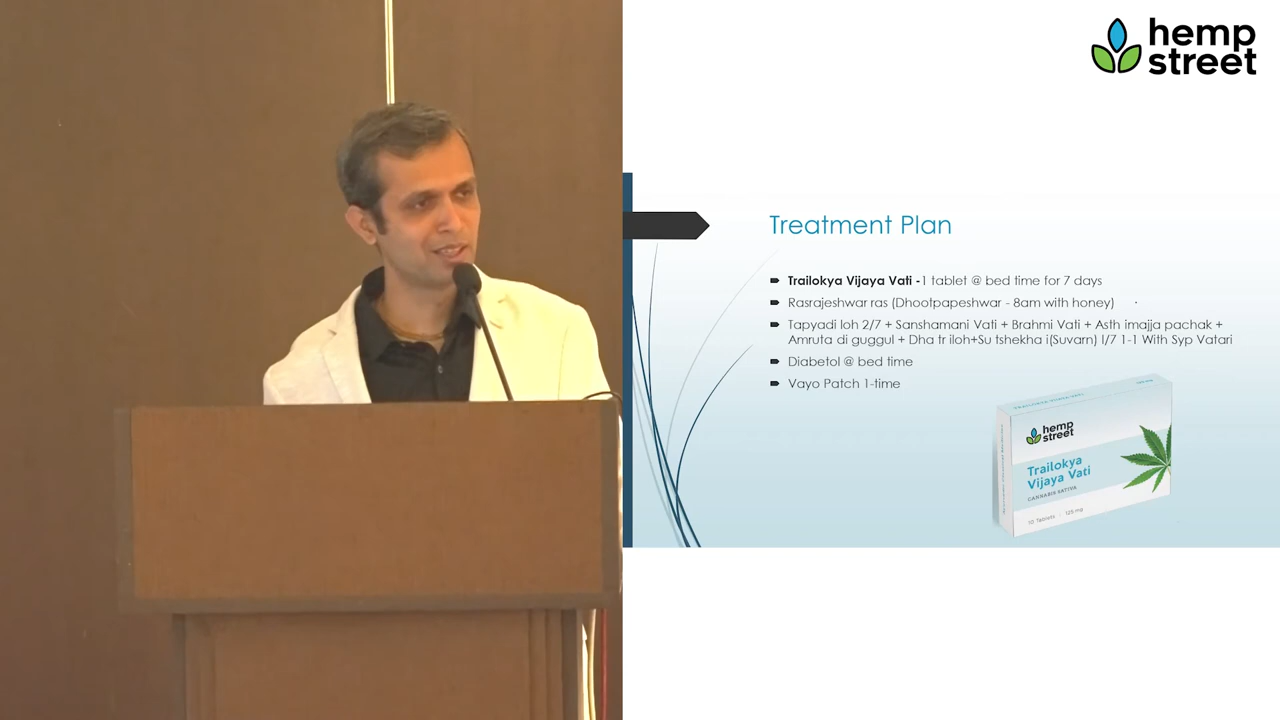 hemp
street
Treatment Plan
Trailokya Vijaya Vati -1 tablet @ bed time for 7 days
Rasrajeshwar ras (Dhootpapeshwar - 8am with honey)
Tapyadi loh 2/7 + Sanshamani Vati + Brahmi Vati + Asth imajja pachak +
Amruta di guggul + Dha tr iloh+Su tshekha i(Suvarn) l/7 1-1 With Syp Vatari
Diabetol @ bed time
Vayo Patch 1-time
hemp
street
Trailokya
Vijaya Vati
CANNABIS SATIVA
10 Tablets 125 mg